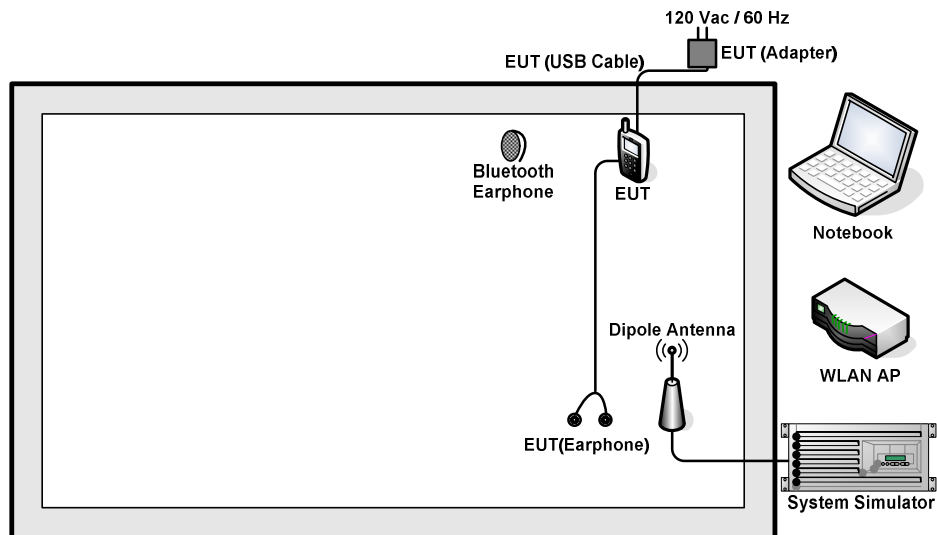 120 Vac / 60 Hz
EUT (USB Cable)
EUT (Adapter)
Bluetooth
Earphone
EUT
Notebook
Dipole Antenna
WLAN AP
EUT(Earphone)
System Simulator